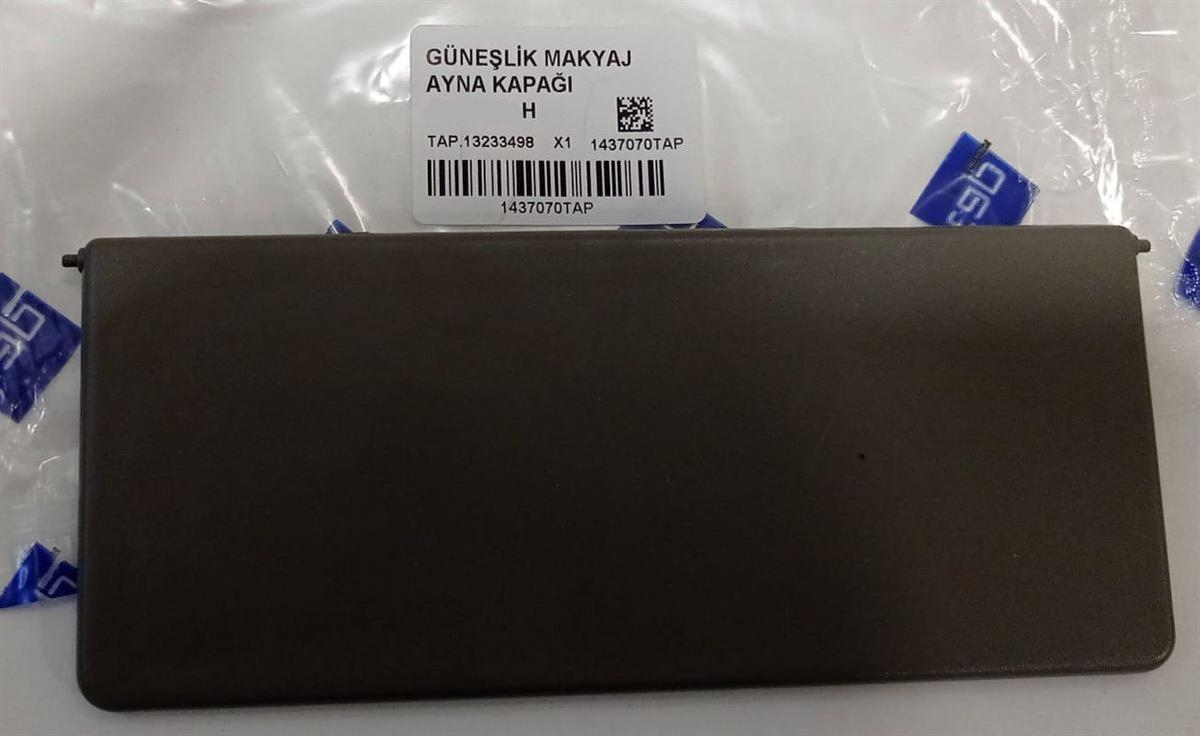 GÜNEŞLİK MAKYAJ
AYNA KAPAĞI
H
TAP.13233498 X1 1437070TAP
1437070TAP